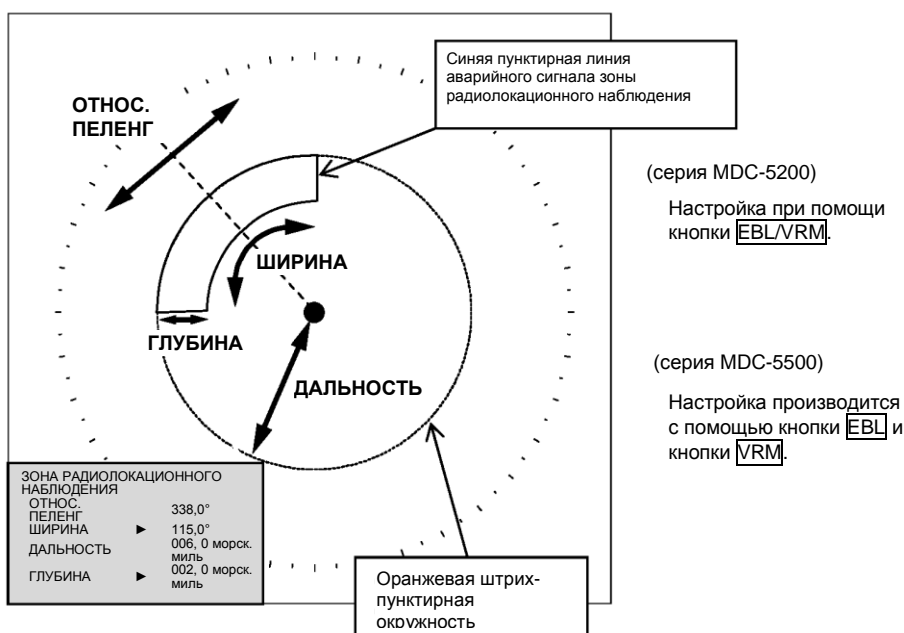 Синяя пунктирная линия
аварийного сигнала зоны
радиолокационного наблюдения
ОТНОС.
ПЕЛЕНГ
ШИРИНА
ГЛУБИНА
ДАЛЬНОСТЬ
(серия MDC-5200)
Настройка при помощи
кнопки EBL/VRM.
(серия MDC-5500)
Настройка производится
с помощью кнопки EBL и
кнопки VRM.
ЗОНА РАДИОЛОКАЦИОННОГО
НАБЛЮДЕНИЯ
ОТНОС.
ПЕЛЕНГ 338,0°
ШИРИНА ► 115,0°
ДАЛЬНОСТЬ 006, 0 морск.
миль
ГЛУБИНА ► 002, 0 морск.
миль
Оранжевая штрих-
пунктирная
окружность